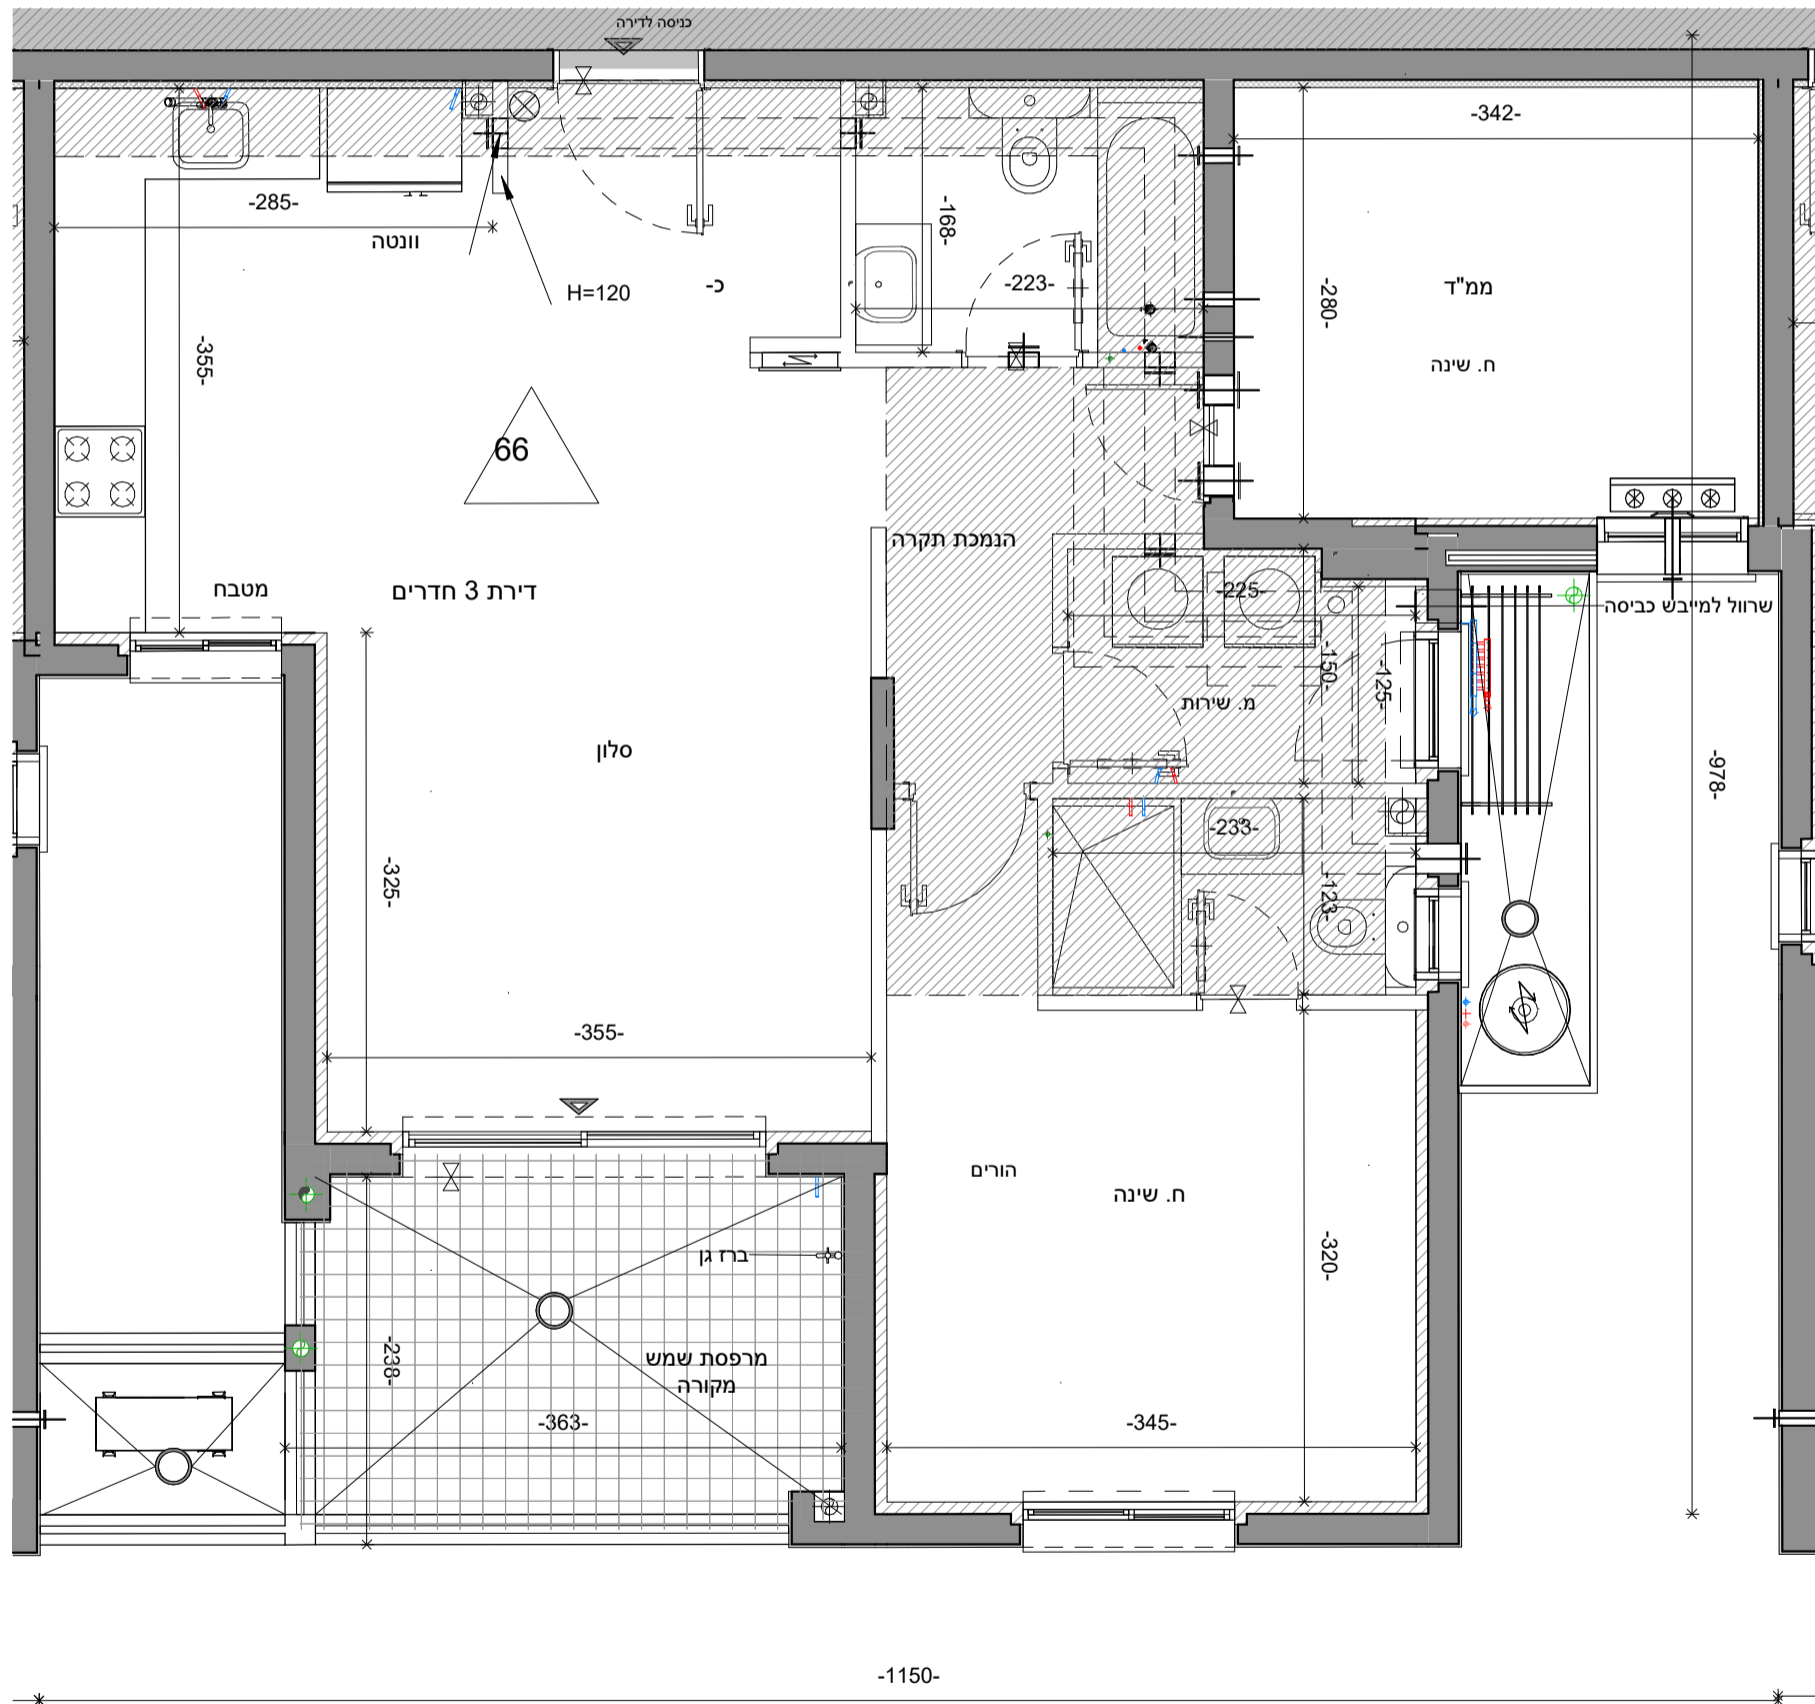 כניסה לדירה
-342-
-285-
וונטה
-168-
H=120
כ-
-223-
-280-
ממ"ד
-355-
ח. שינה
66
הנמכת תקרה
מטבח
דירת 3 חדרים
-225-
שרוול למייבש כביסה
-150-
-125-
מ. שירות
סלון
-978-
-233-
-325-
-123-
-355-
הורים
ח. שינה
ברז גן
-320-
-238-
מרפסת שמש
מקורה
-363-
-345-
-1150-